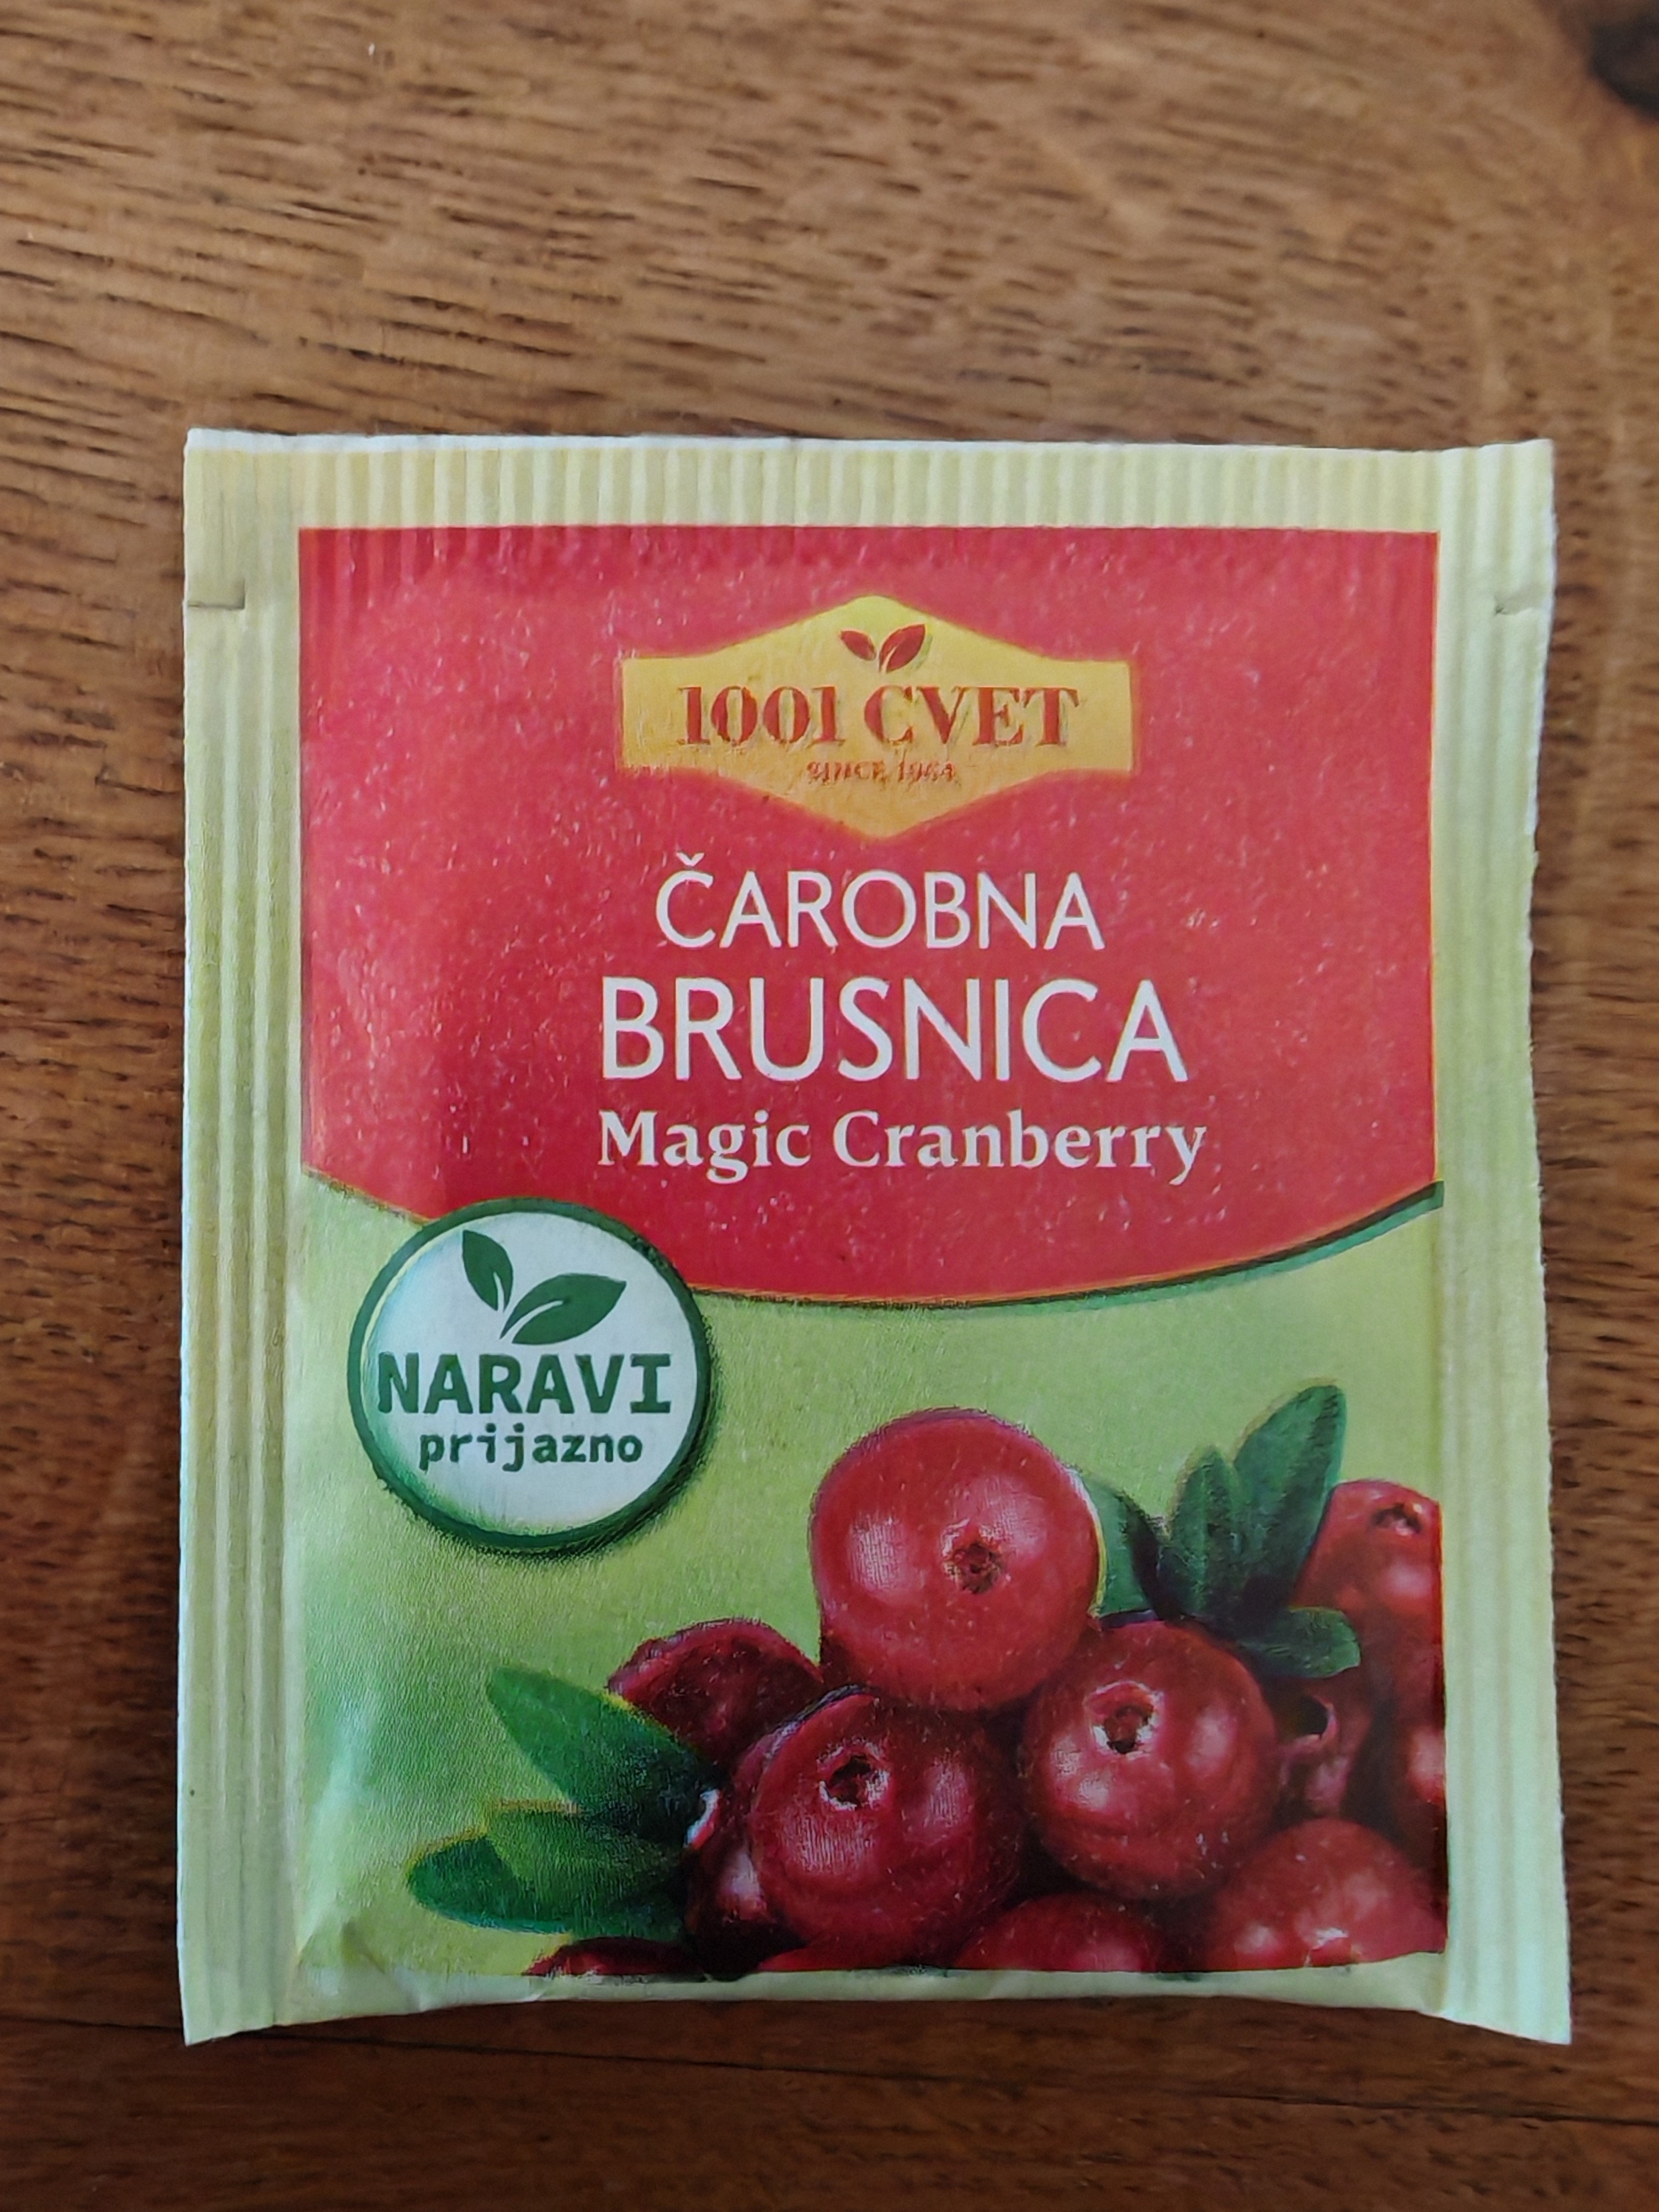 1001 CVET
SINCE 1964
ČAROBNA
BRUSNICA
Magic Cranberry
NARAVI
prijazno